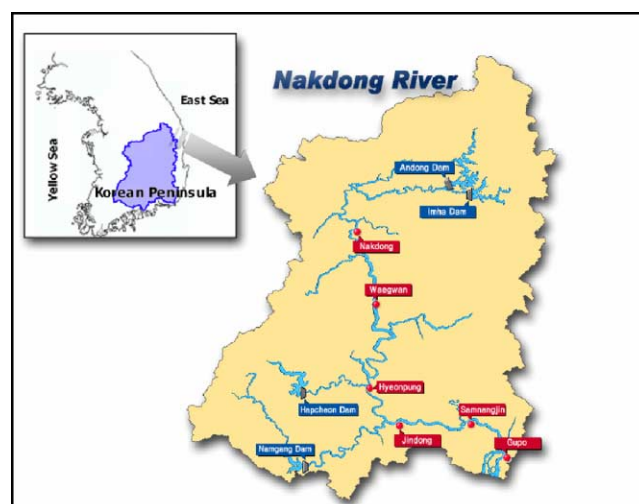 Nakdong River
East Sea
Yellow Sea
Korean Peninsula
Andong Dam
Imha Dam
Nakdong
Waegwan
Hyeonpung
Hapcheon Dam
Samnangjin
Jindong
Gupo
Namgang Dam